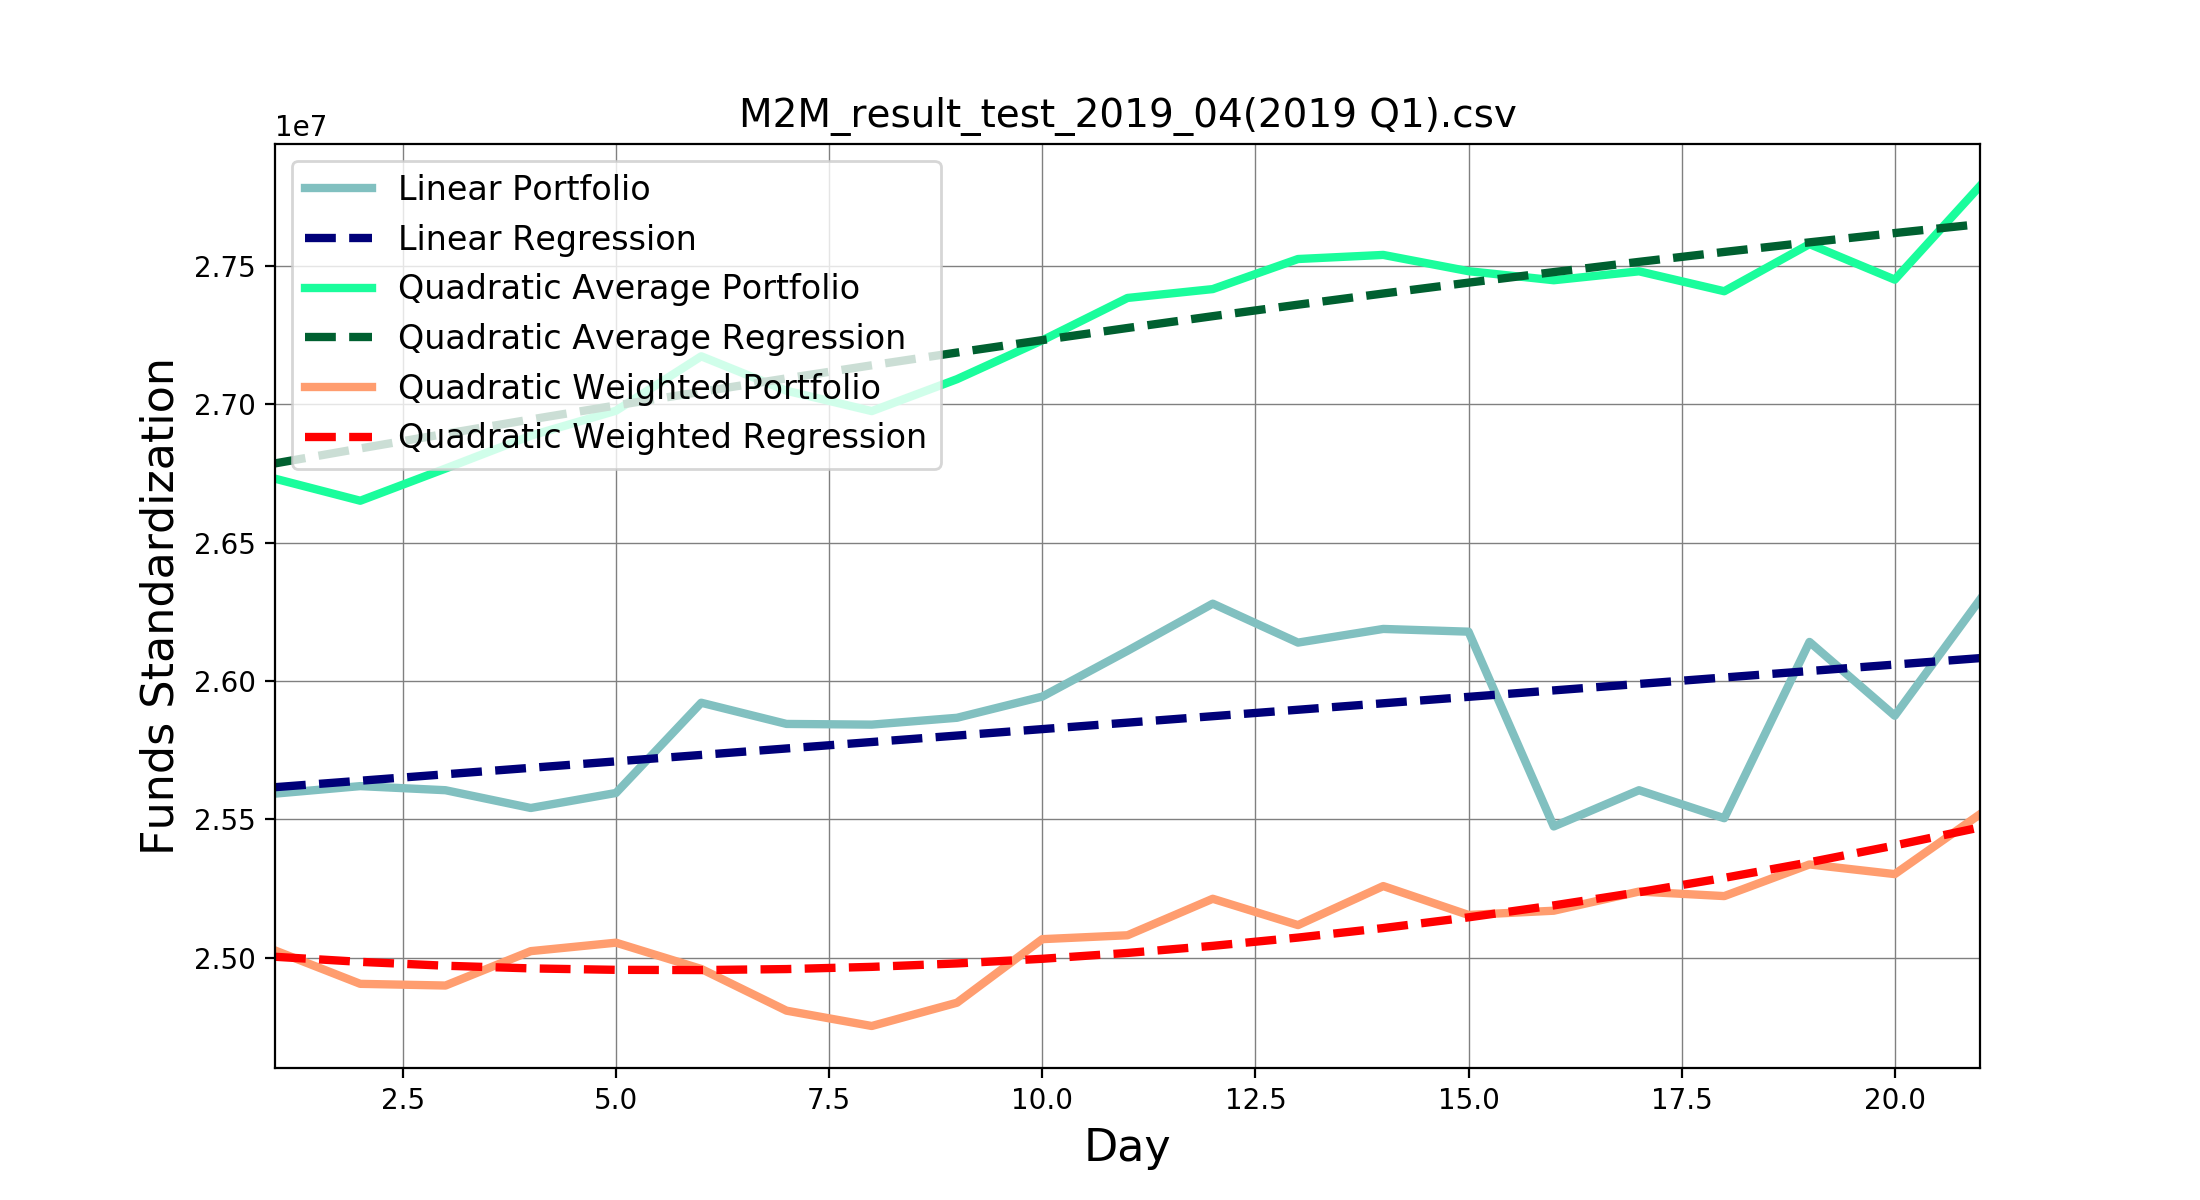 M2M_result_test_2019_04(2019 Q1).csv
1e7
Linear Portfolio
Linear Regression
Quadratic Average Portfolio
Quadratic Average Regression
Quadratic Weighted Portfolio
Quadratic Weighted Regression
Funds Standardization
2.75
2.70
2.65
2.60
2.55
2.50
2.5 5.0 7.5 10.0 12.5 15.0 17.5 20.0
Day